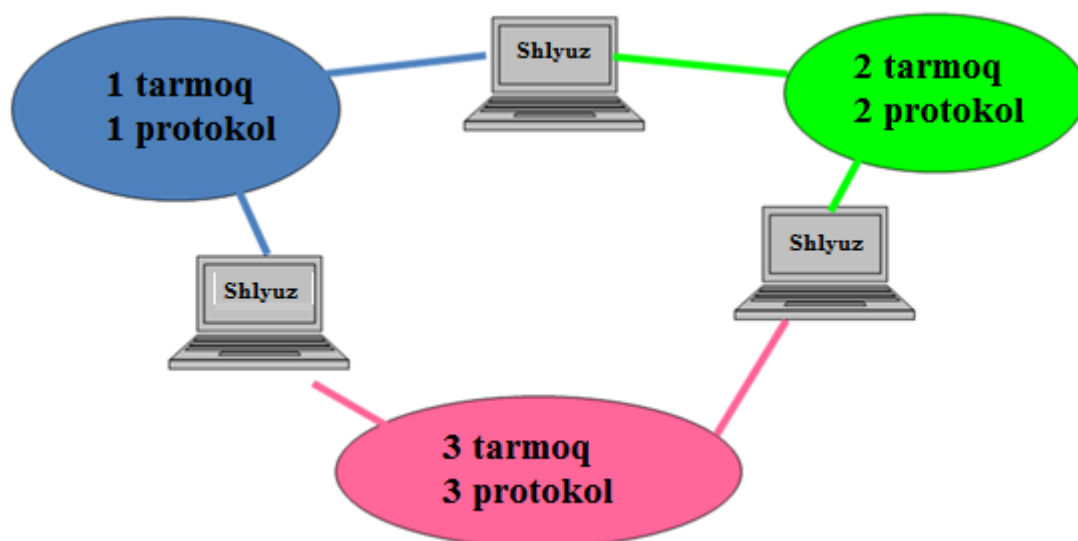 Shlyuz
1 tarmoq
1 protokol
2 tarmoq
2 protokol
Shlyuz
Shlyuz
3 tarmoq
3 protokol